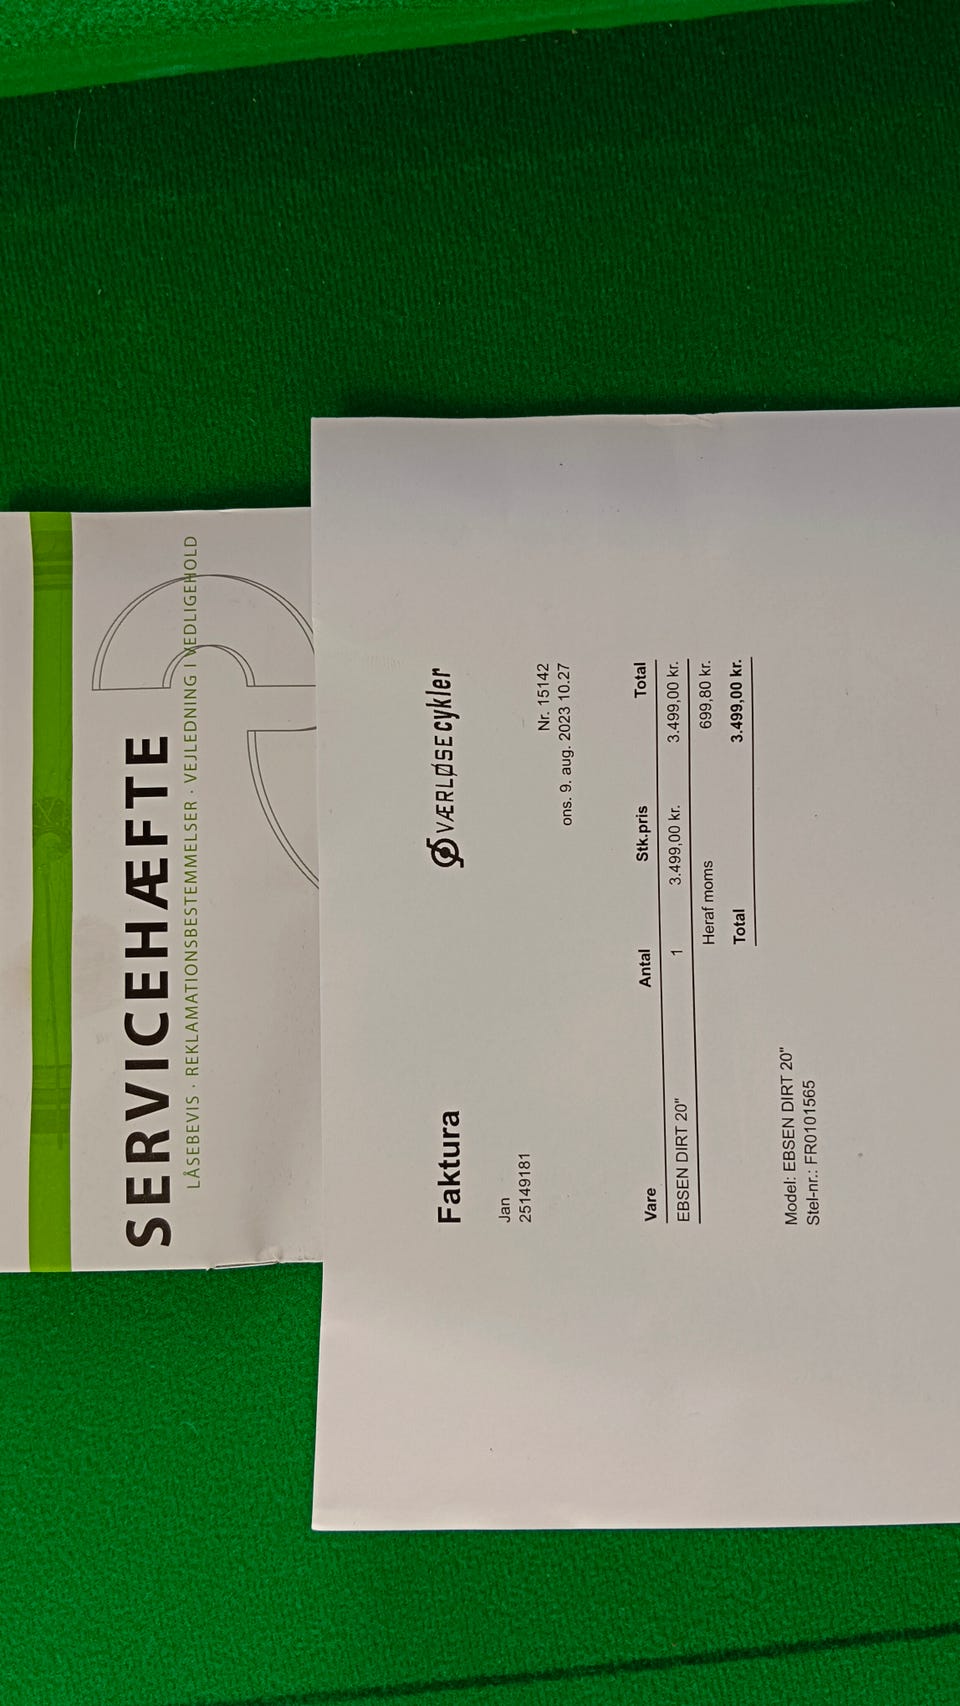 SERVICEHÆFTE
LÅSEBEVIS · REKLAMATIONSBESTEMMELSER · VEJLEDNING I VEDLIGEHOLD
Faktura
VÆRLØSE cykler
Jan
25149181
Nr. 15142
ons. 9. aug. 2023 10.27
Vare Antal Stk.pris Total
EBSEN DIRT 20" 1 3.499,00 kr. 3.499,00 kr.
Heraf moms 699,80 kr.
Total 3.499,00 kr.
Model: EBSEN DIRT 20"
Stel-nr.: FR0101565